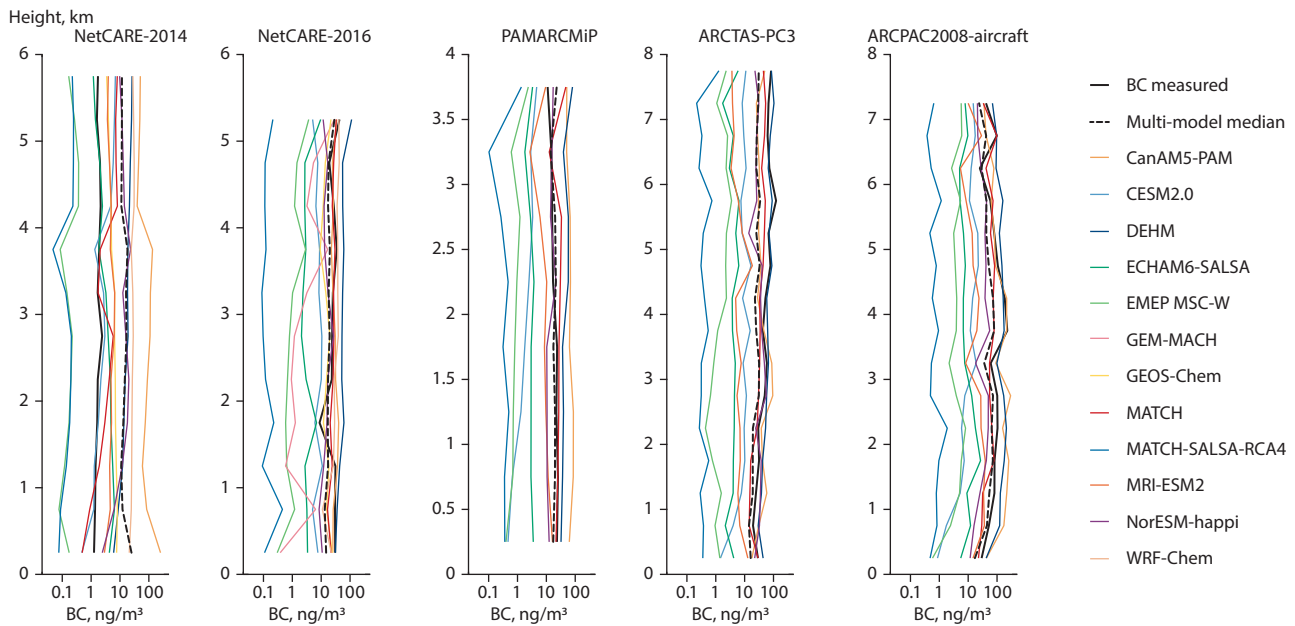 Height, km
NetCARE-2014
6
5
4
3
2
1
0
0.1 1 10 100
BC, ng/m³
NetCARE-2016
6
5
4
3
2
1
0
0.1 1 10 100
BC, ng/m³
PAMARCMiP
4
3.5
3
2.5
2
1.5
1
0.5
0
0.1 1 10 100
BC, ng/m³
ARCTAS-PC3
8
7
6
5
4
3
2
1
0
0.1 1 10 100
BC, ng/m³
ARCPAC2008-aircraft
8
7
6
5
4
3
2
1
0
0.1 1 10 100
BC, ng/m³
BC measured
Multi-model median
CanAM5-PAM
CESM2.0
DEHM
ECHAM6-SALSA
EMEP MSC-W
GEM-MACH
GEOS-Chem
MATCH
MATCH-SALSA-RCA4
MRI-ESM2
NorESM-happi
WRF-Chem